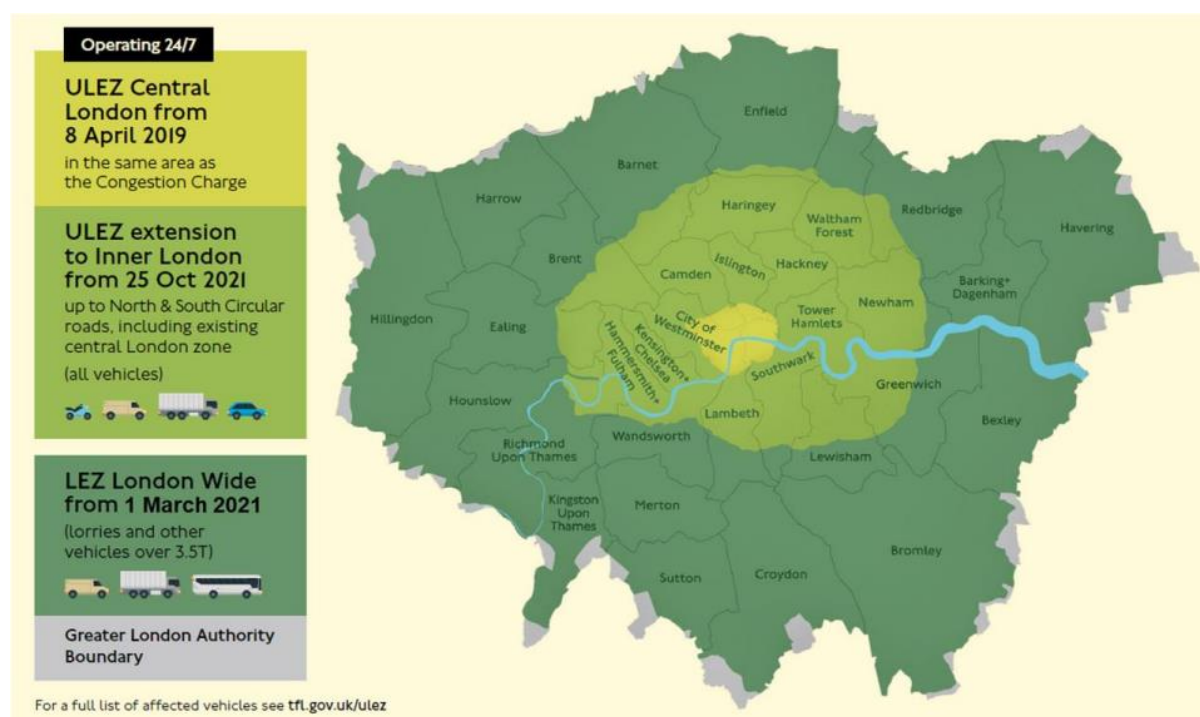 Operating 24/7
ULEZ Central
London from
8 April 2019
in the same area as
the Congestion Charge
ULEZ extension
to Inner London
from 25 Oct 2021
up to North & South Circular
roads, including existing
central London zone
(all vehicles)
LEZ London Wide
from 1 March 2021
(lorries and other
vehicles over 3.5T)
Greater London Authority
Boundary
For a full list of affected vehicles see tfl.gov.uk/ulez
Enfield
Barnet
Harrow
Haringey
Waltham
Forest
Redbridge
Havering
Brent
Camden
Islington
Hackney
Barking+
Dagenham
Hillingdon
Ealing
City of
Westminster
Tower
Hamlets
Newham
Hammersmith+
Fulham
Kensington+
Chelsea
Southwark
Greenwich
Hounslow
Lambeth
Bexley
Richmond
Upon Thames
Wandsworth
Lewisham
Kingston
Upon
Thames
Merton
Bromley
Sutton
Croydon